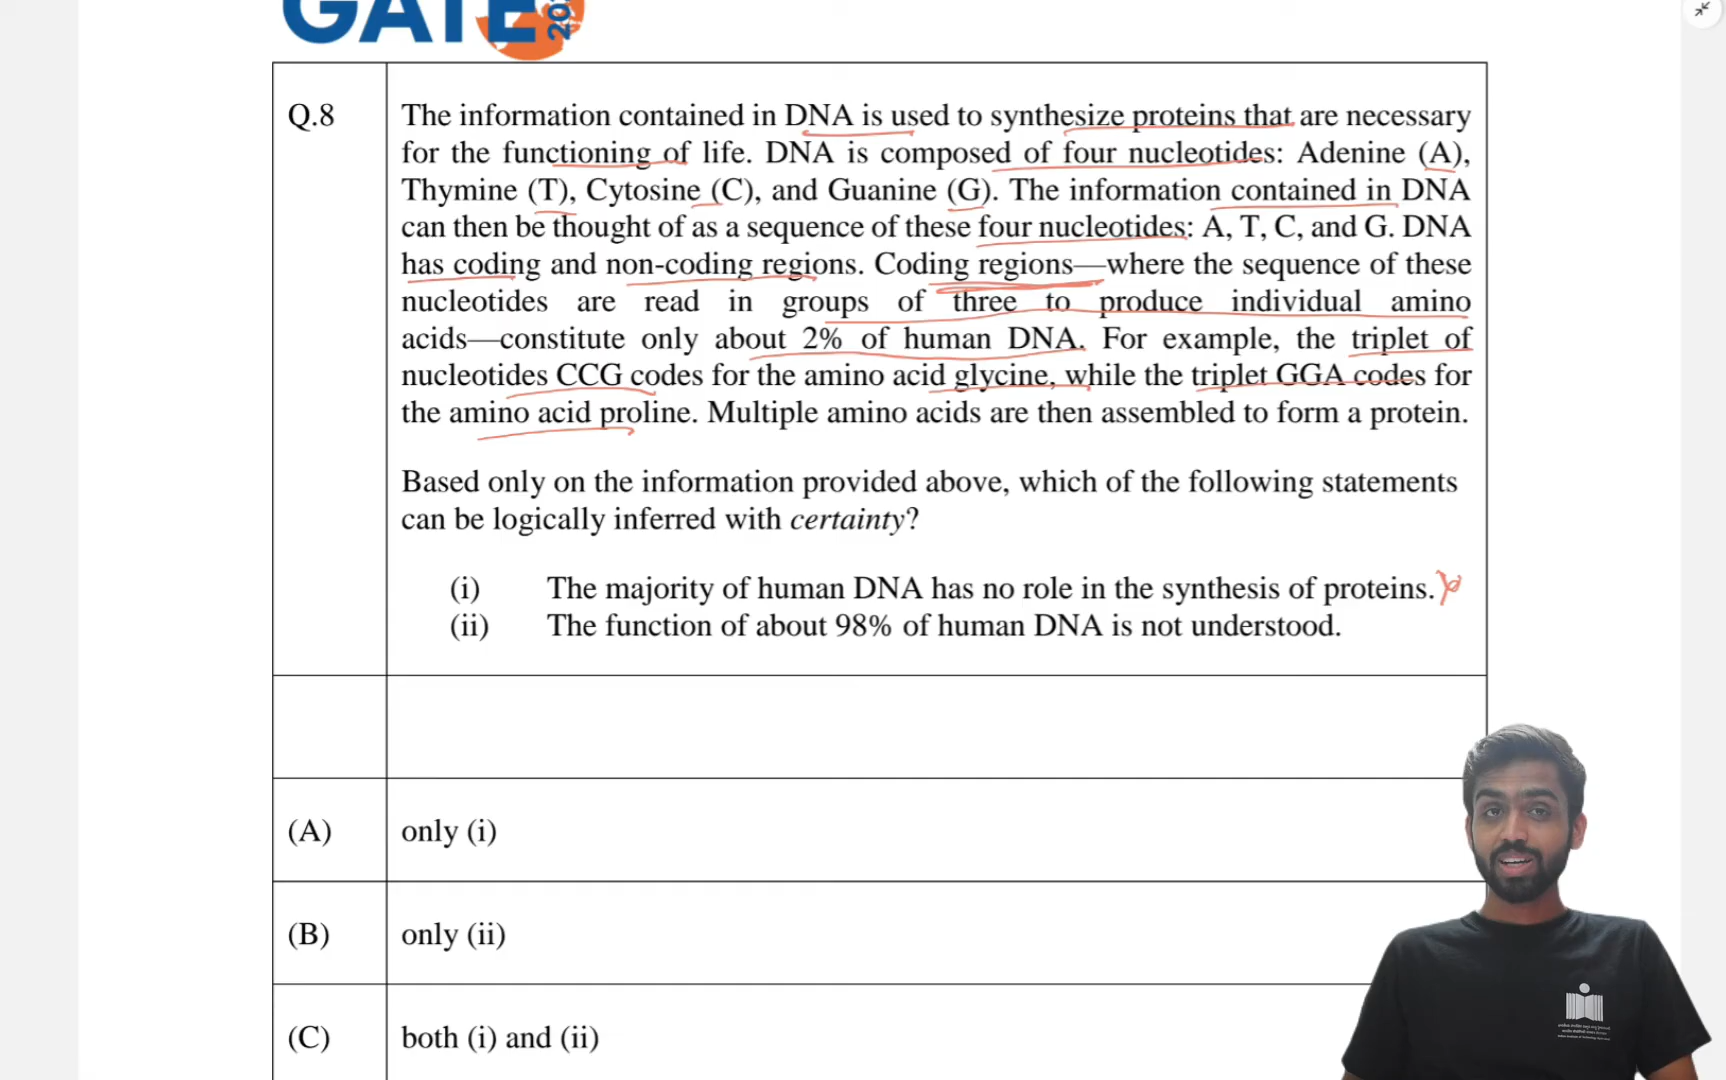 GATE
Q.8
The information contained in DNA is used to synthesize proteins that are necessary
for the functioning of life. DNA is composed of four nucleotides: Adenine (A),
Thymine (T), Cytosine (C), and Guanine (G). The information contained in DNA
can then be thought of as a sequence of these four nucleotides: A, T, C, and G. DNA
has coding and non-coding regions. Coding regions—where the sequence of these
nucleotides are read in groups of three to produce individual amino
acids—constitute only about 2% of human DNA. For example, the triplet of
nucleotides CCG codes for the amino acid glycine, while the triplet GGA codes for
the amino acid proline. Multiple amino acids are then assembled to form a protein.
Based only on the information provided above, which of the following statements
can be logically inferred with certainty?
(i) The majority of human DNA has no role in the synthesis of proteins.
(ii) The function of about 98% of human DNA is not understood.
(A) only (i)
(B) only (ii)
(C) both (i) and (ii)